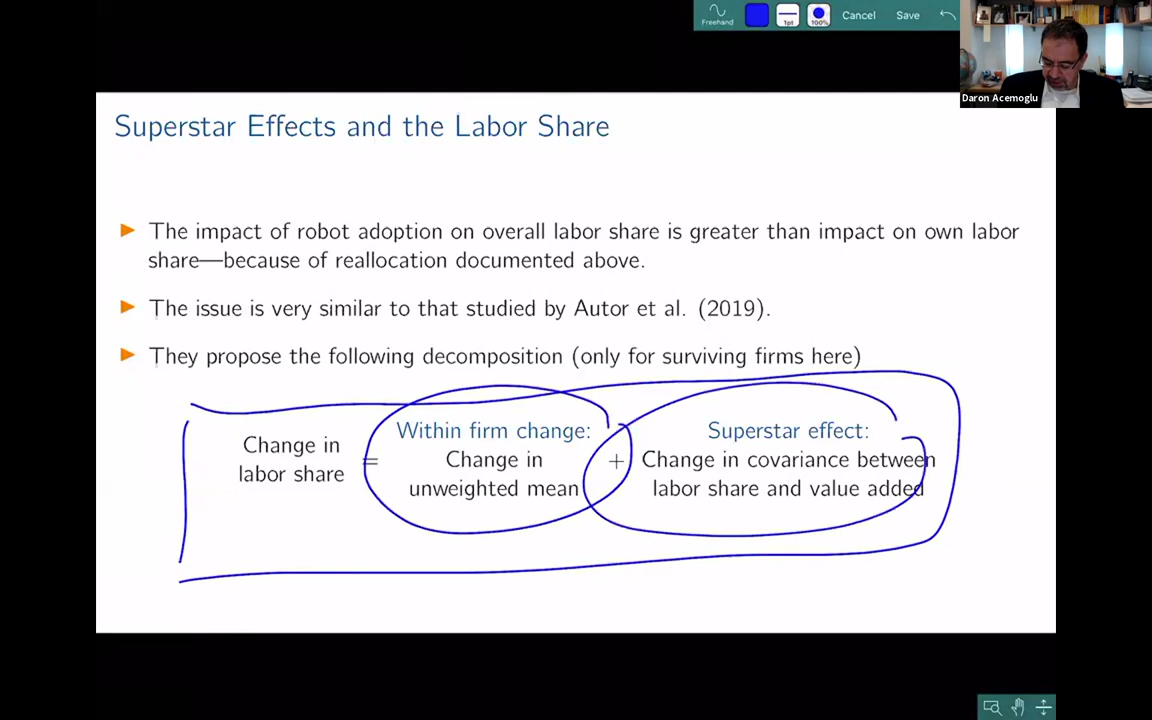 Freehand
1pt
100%
Cancel
Save
Daron Acemoglu
Superstar Effects and the Labor Share
The impact of robot adoption on overall labor share is greater than impact on own labor
share—because of reallocation documented above.
The issue is very similar to that studied by Autor et al. (2019).
They propose the following decomposition (only for surviving firms here)
Change in
labor share
=
Within firm change:
Change in
unweighted mean
+
Superstar effect:
Change in covariance between
labor share and value added